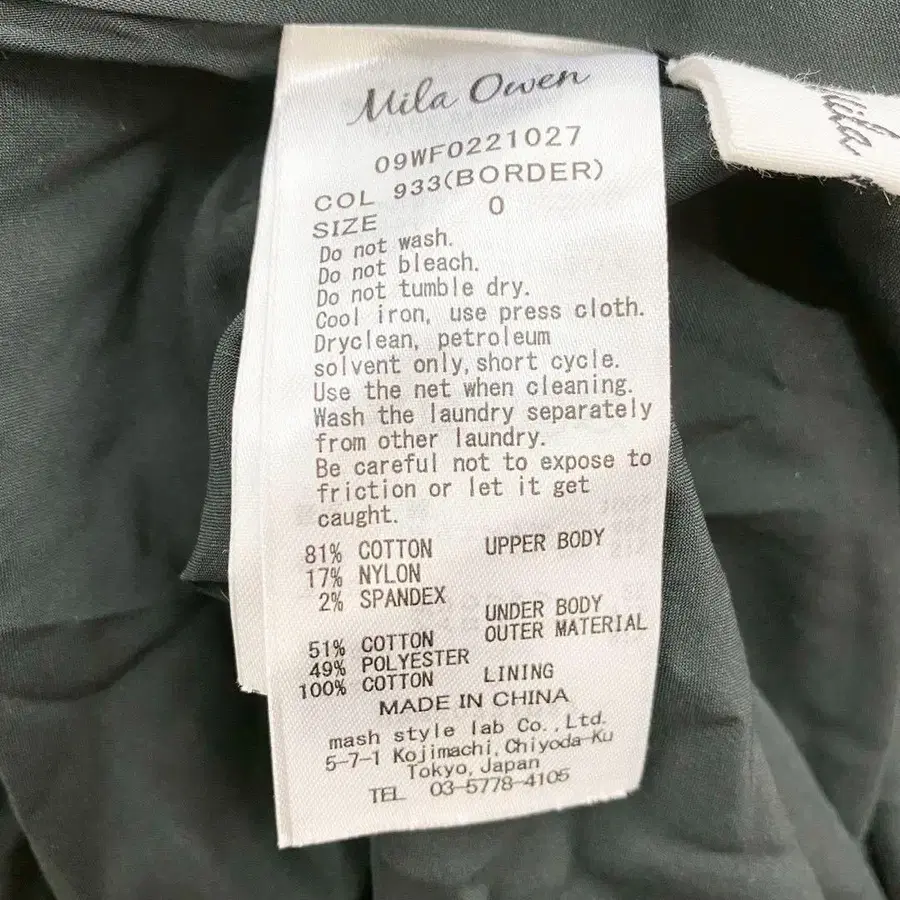 Mila Owen
09WF0221027
COL 933(BORDER)
SIZE 0
Do not wash.
Do not bleach.
Do not tumble dry.
Cool iron, use press cloth.
Dryclean, petroleum
solvent only,short cycle.
Use the net when cleaning.
Wash the laundry separately
from other laundry.
Be careful not to expose to
friction or let it get
caught.
81% COTTON UPPER BODY
17% NYLON
2% SPANDEX
UNDER BODY
51% COTTON OUTER MATERIAL
49% POLYESTER
100% COTTON LINING
MADE IN CHINA
mash style lab Co.,Ltd.
5-7-1 Kojimachi,Chiyoda-Ku
Tokyo,Japan
TEL 03-5778-4105
Mila